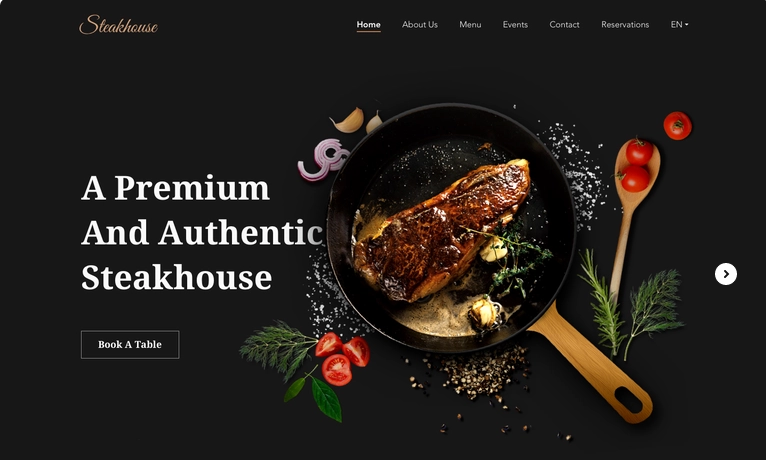 Steakhouse
Home
About Us
Menu
Events
Contact
Reservations
EN
A Premium
And Authentic
Steakhouse
Book A Table